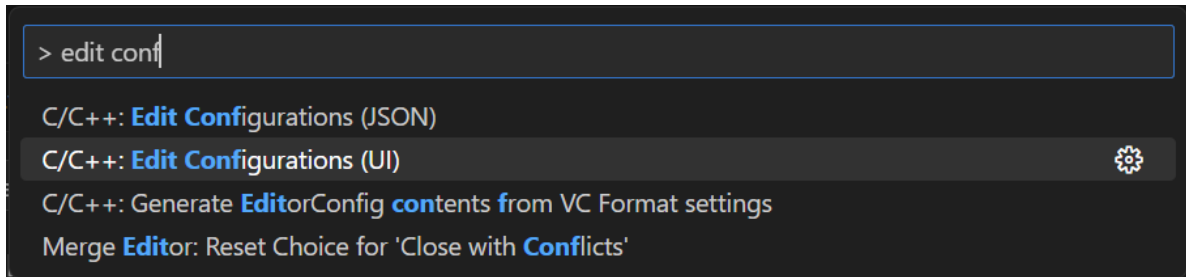 > edit conf
C/C++: Edit Configurations (JSON)
C/C++: Edit Configurations (UI)
C/C++: Generate EditorConfig contents from VC Format settings
Merge Editor: Reset Choice for 'Close with Conflicts'